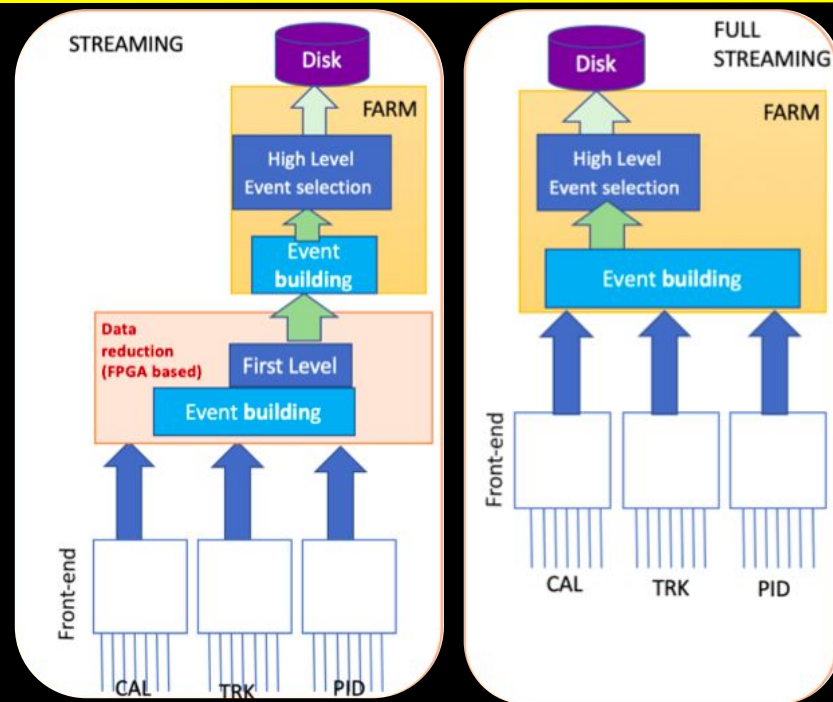 STREAMING
Disk
FARM
High Level
Event selection
Event
building
Data
reduction
(FPGA based)
First Level
Event building
Front-end
CAL
TRK
PID
FULL
STREAMING
Disk
FARM
High Level
Event selection
Event building
Front-end
CAL
TRK
PID